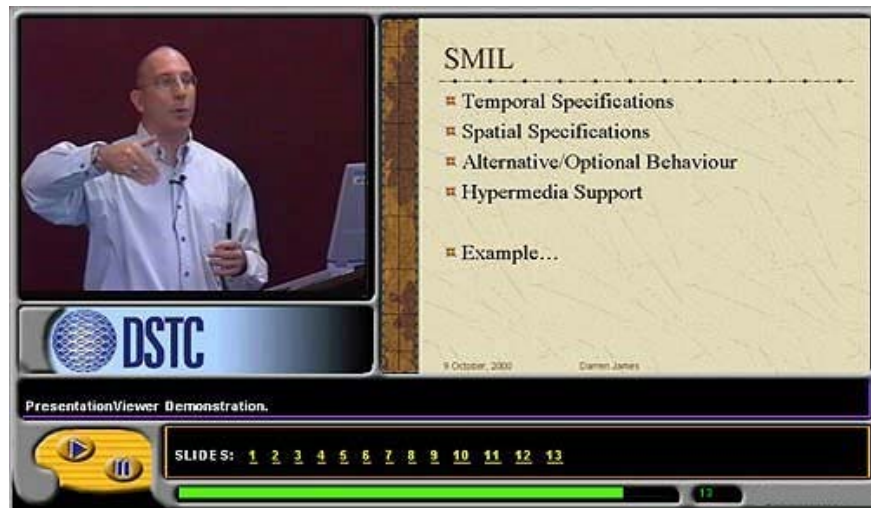 SMIL
Temporal Specifications
Spatial Specifications
Alternative/Optional Behaviour
Hypermedia Support
Example…
9 October, 2000 Darren James
DSTC
PresentationViewer Demonstration.
SLIDES: 1 2 3 4 5 6 7 8 9 10 11 12 13
13